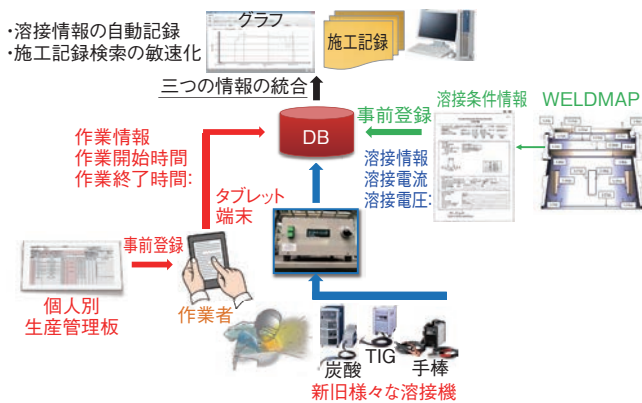 ・溶接情報の自動記録
・施工記録検索の敏速化
グラフ
施工記録
三つの情報の統合
DB
事前登録
溶接条件情報
WELDMAP
作業情報
作業開始時間
作業終了時間:
溶接情報
溶接電流
溶接電圧:
タブレット
端末
事前登録
個人別
生産管理板
作業者
炭酸
TIG
手棒
新旧様々な溶接機